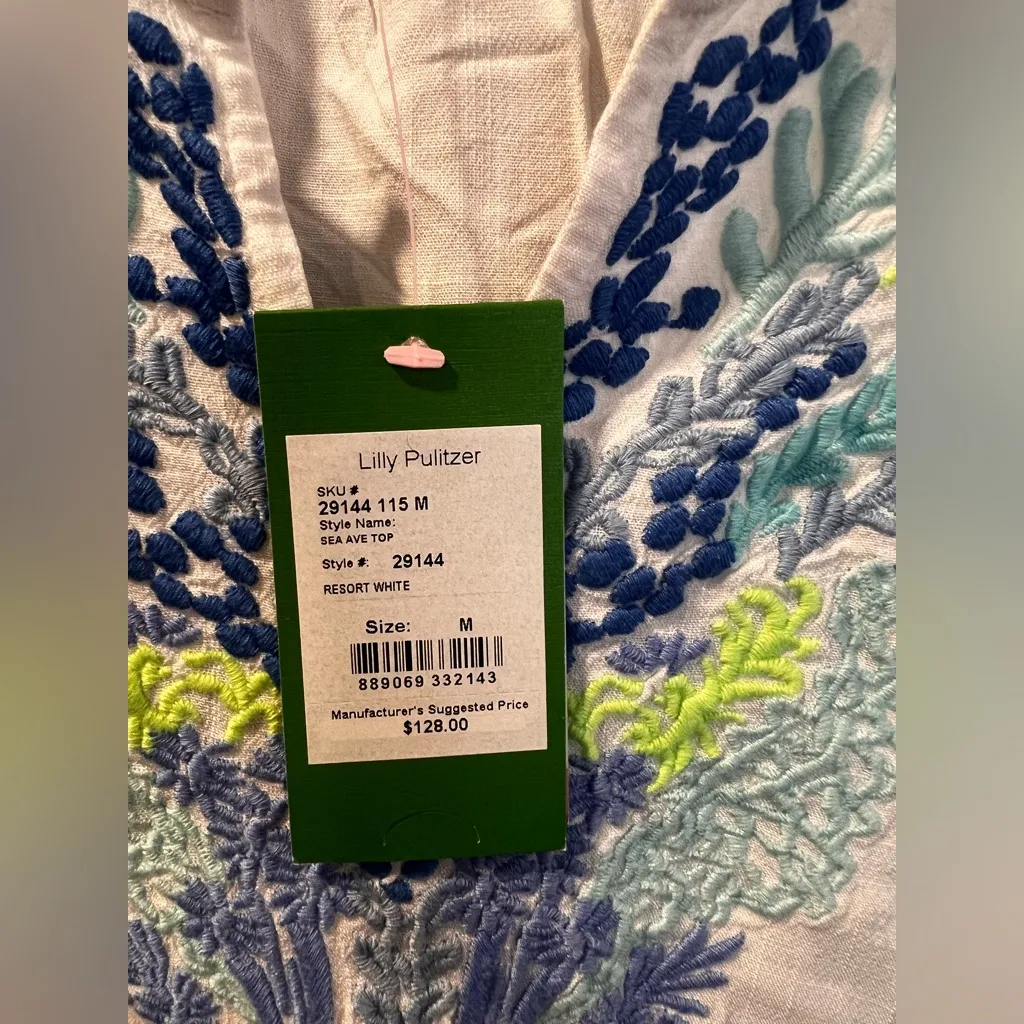 Lilly Pulitzer
SKU #
29144 115 M
Style Name:
SEA AVE TOP
Style #: 29144
RESORT WHITE
Size: M
889069 332143
Manufacturer's Suggested Price
$128.00